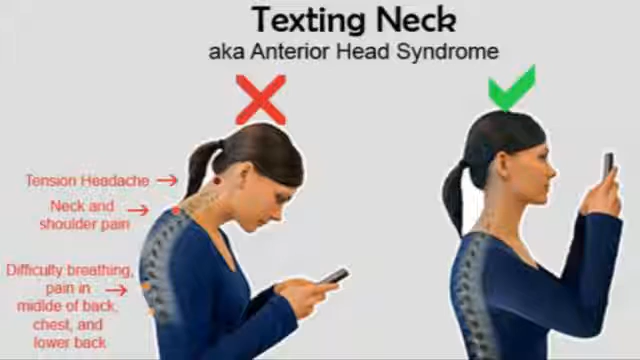 Texting Neck
aka Anterior Head Syndrome
Tension Headache
Neck and
shoulder pain
Difficulty breathing,
pain in
midlde of back,
chest, and
lower back